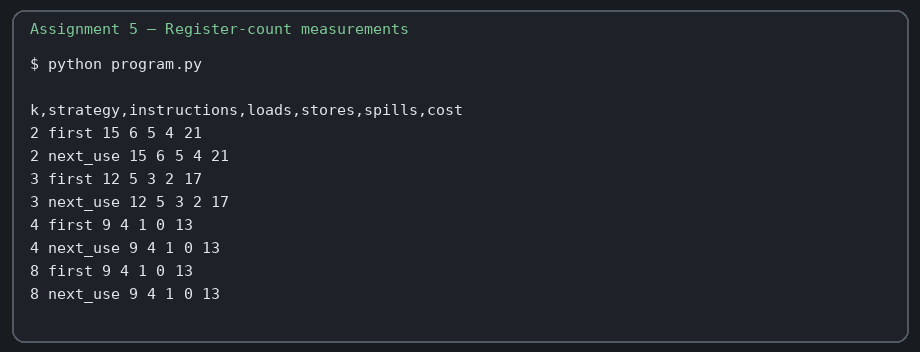 Assignment 5 — Register-count measurements
$ python program.py
k,strategy,instructions,loads,stores,spills,cost
2 first 15 6 5 4 21
2 next_use 15 6 5 4 21
3 first 12 5 3 2 17
3 next_use 12 5 3 2 17
4 first 9 4 1 0 13
4 next_use 9 4 1 0 13
8 first 9 4 1 0 13
8 next_use 9 4 1 0 13